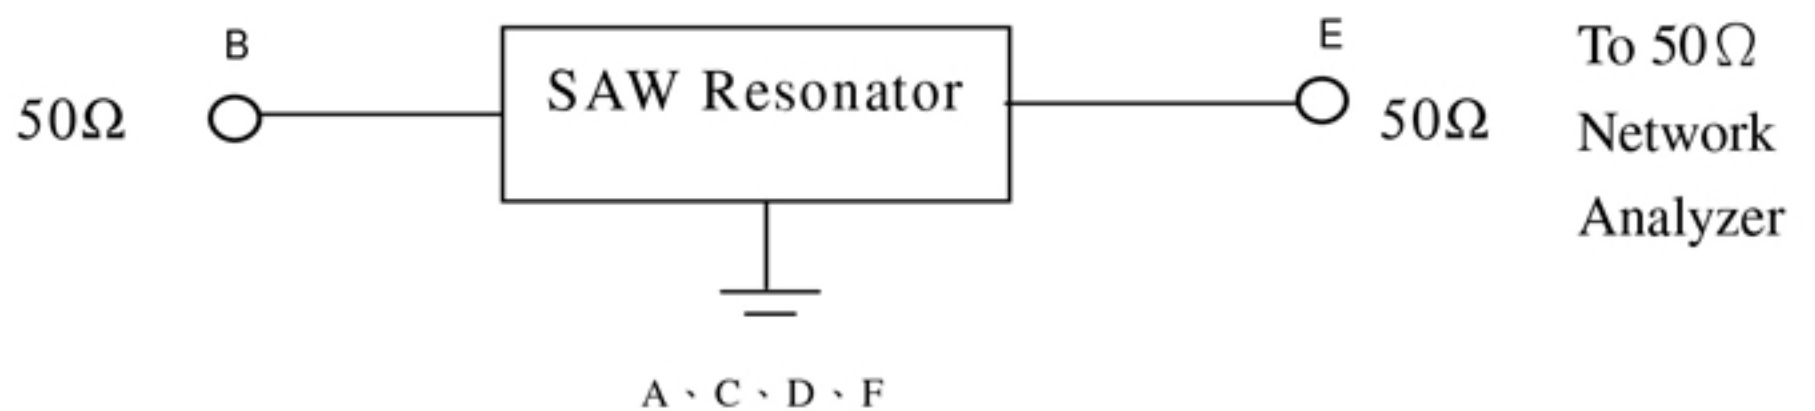 B
E
50Ω
SAW Resonator
50Ω
To 50Ω
Network
Analyzer
A、C、D、F